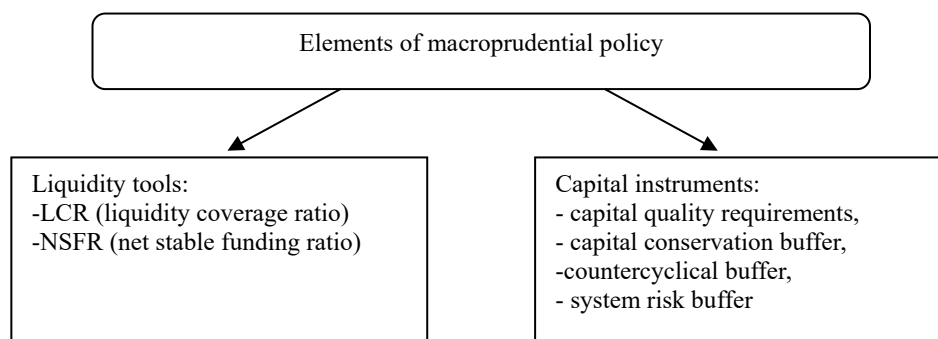 Elements of macroprudential policy
Liquidity tools:
-LCR (liquidity coverage ratio)
-NSFR (net stable funding ratio)
Capital instruments:
- capital quality requirements,
- capital conservation buffer,
-countercyclical buffer,
- system risk buffer